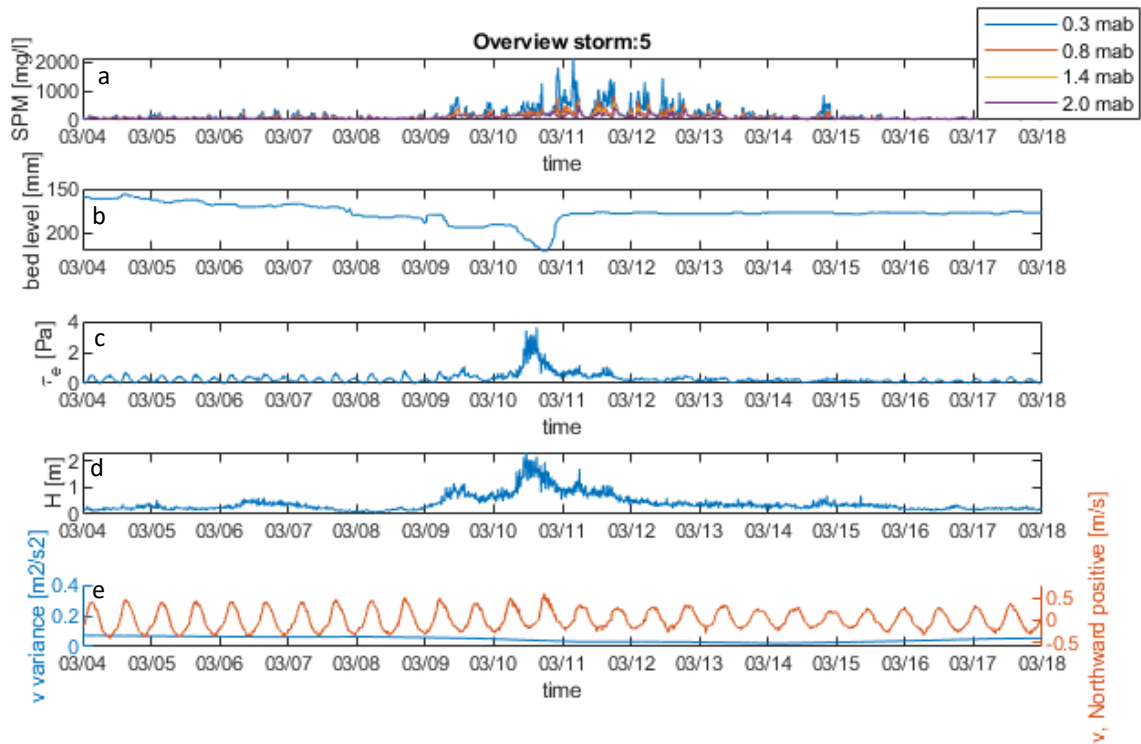 Overview storm:5
0.3 mab
0.8 mab
1.4 mab
2.0 mab
a
SPM [mg/l]
2000
1000
0
03/04 03/05 03/06 03/07 03/08 03/09 03/10 03/11 03/12 03/13 03/14 03/15 03/16 03/17 03/18
time
b
bed level [mm]
150
200
03/04 03/05 03/06 03/07 03/08 03/09 03/10 03/11 03/12 03/13 03/14 03/15 03/16 03/17 03/18
c
τe [Pa]
4
2
0
03/04 03/05 03/06 03/07 03/08 03/09 03/10 03/11 03/12 03/13 03/14 03/15 03/16 03/17 03/18
time
d
H [m]
2
1
0
03/04 03/05 03/06 03/07 03/08 03/09 03/10 03/11 03/12 03/13 03/14 03/15 03/16 03/17 03/18
e
v variance [m2/s2]
0.4
0.2
0
v, Northward positive [m/s]
0.5
0
-0.5
03/04 03/05 03/06 03/07 03/08 03/09 03/10 03/11 03/12 03/13 03/14 03/15 03/16 03/17 03/18
time